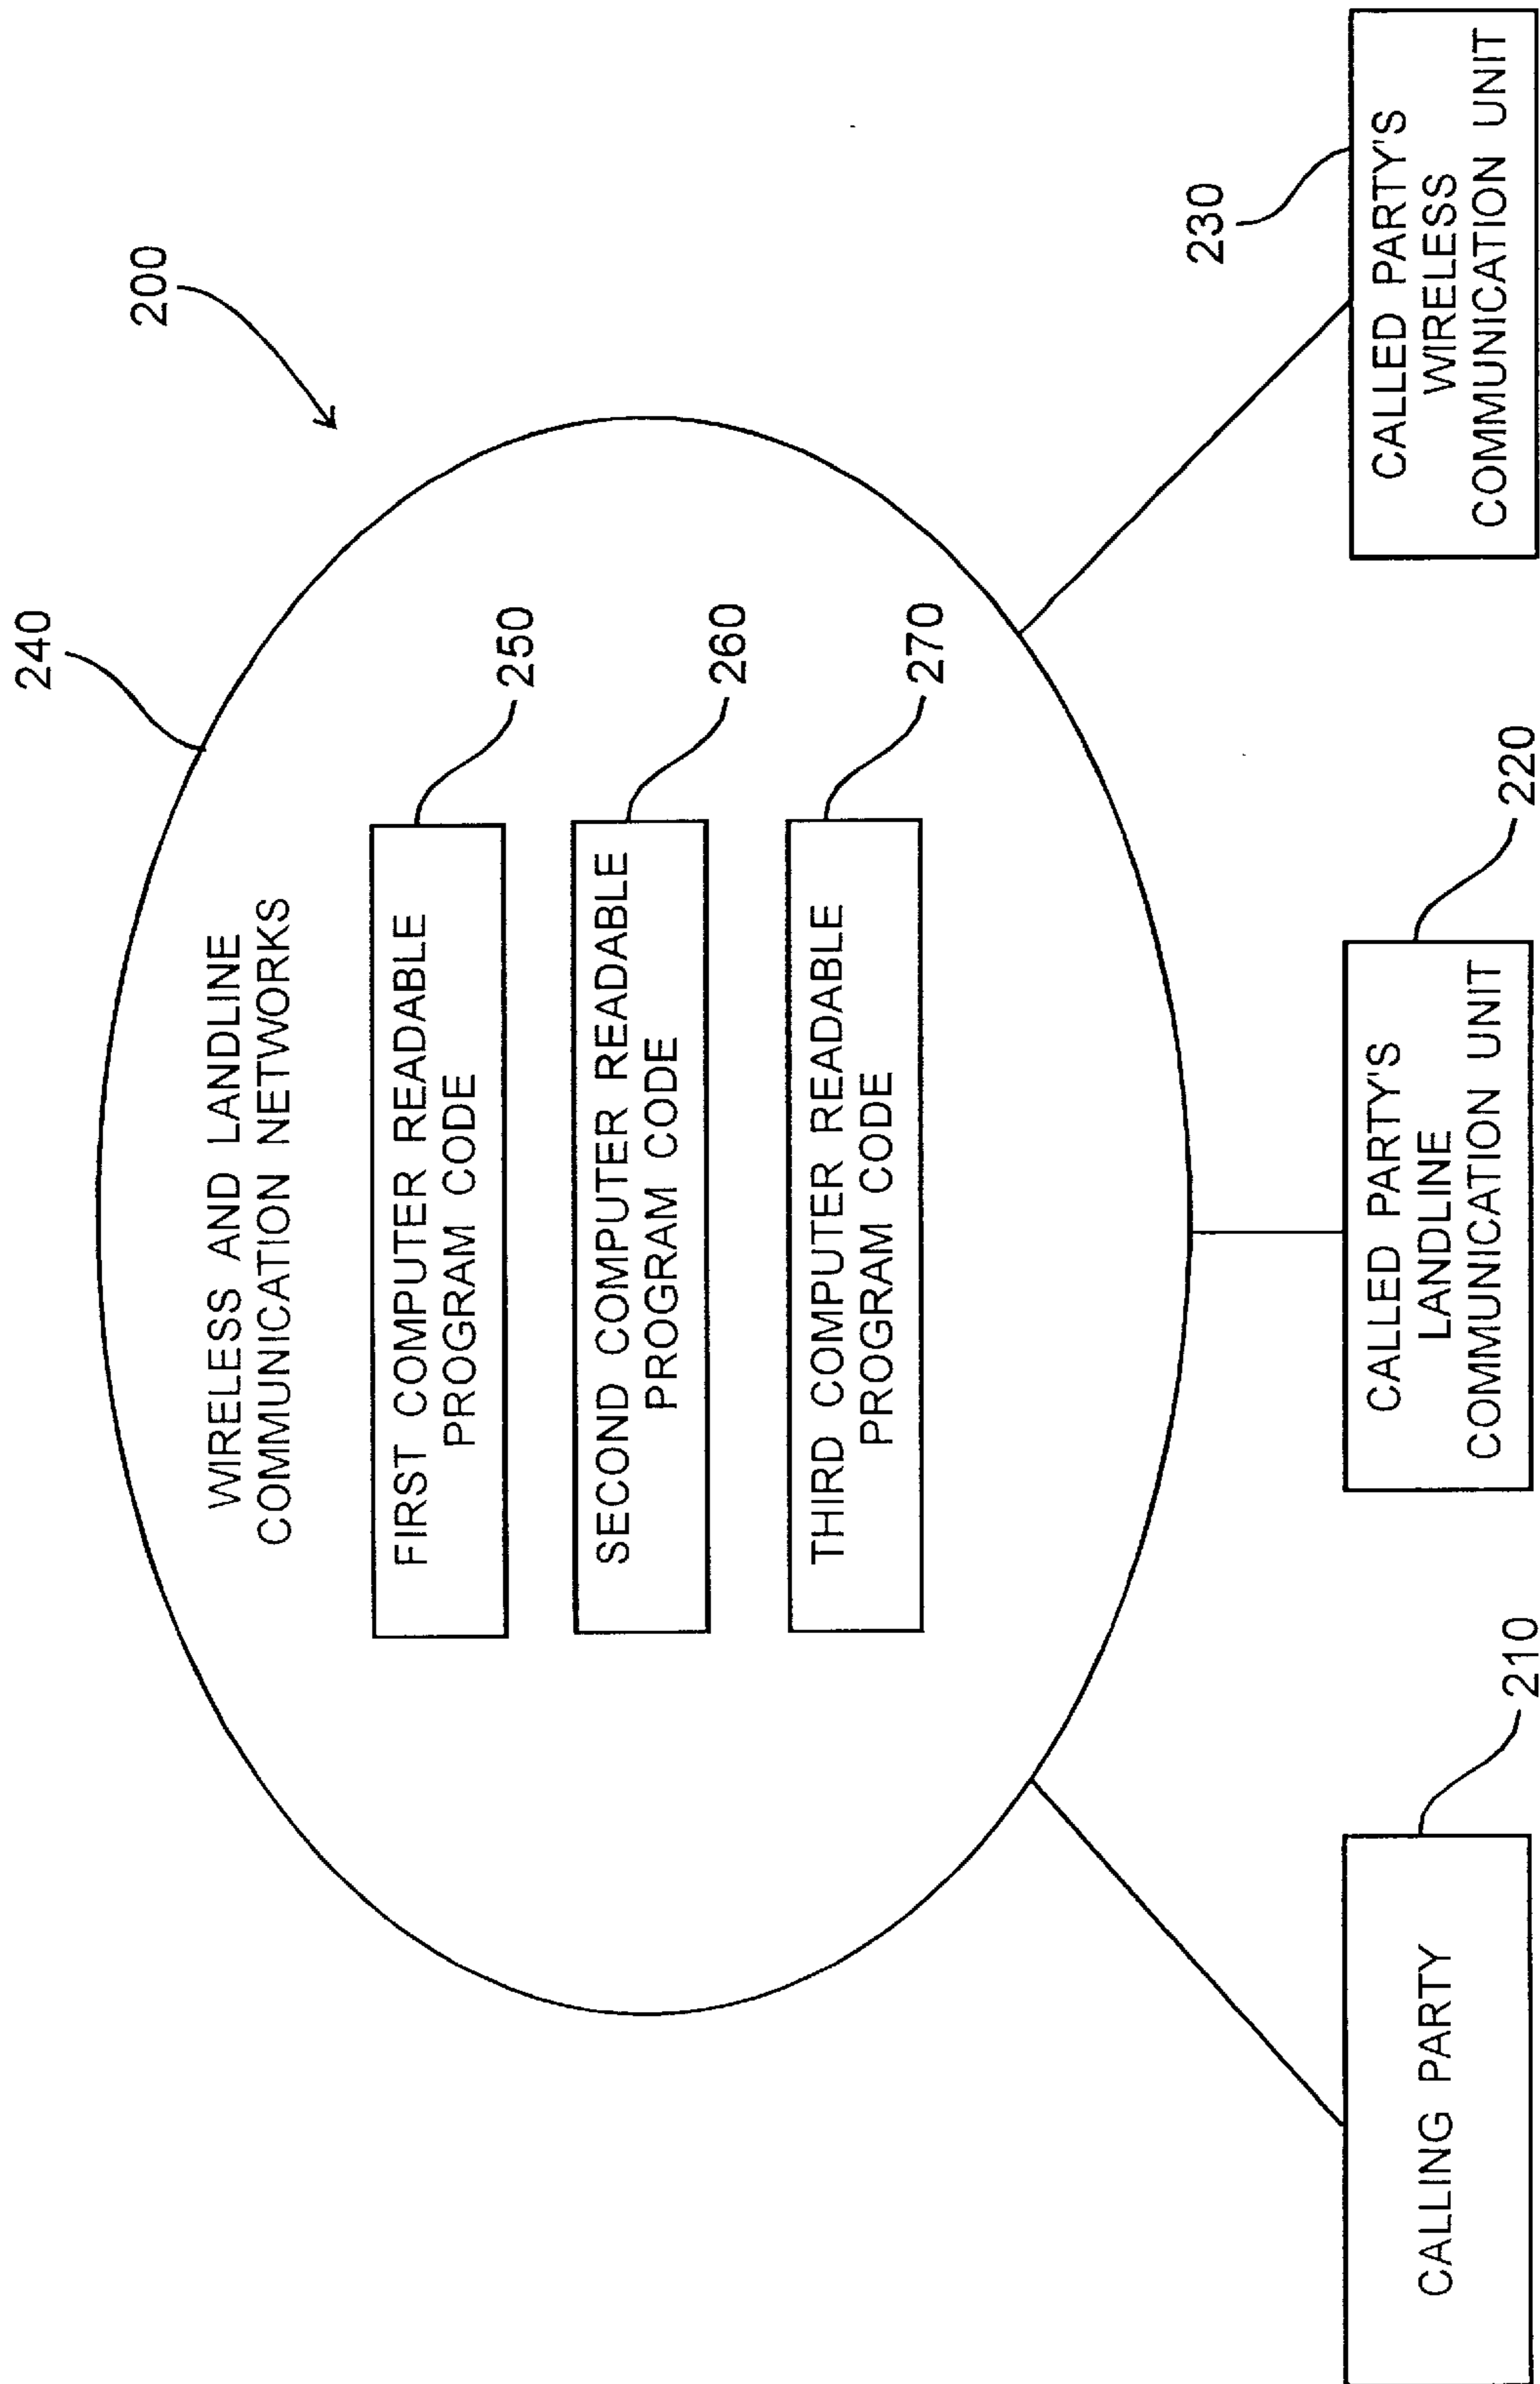 200
240
WIRELESS AND LANDLINE
COMMUNICATION NETWORKS
FIRST COMPUTER READABLE
PROGRAM CODE
250
SECOND COMPUTER READABLE
PROGRAM CODE
260
THIRD COMPUTER READABLE
PROGRAM CODE
270
CALLING PARTY
210
CALLED PARTY'S
LANDLINE
COMMUNICATION UNIT
220
CALLED PARTY'S
WIRELESS
COMMUNICATION UNIT
230